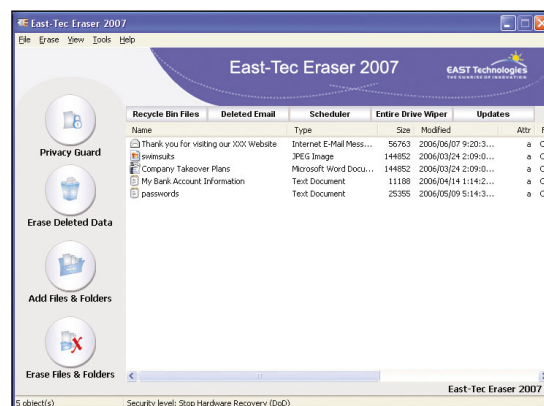 East-Tec Eraser 2007
File Erase View Tools Help
East-Tec Eraser 2007
EAST Technologies
THE SUNRISE OF INNOVATION
Recycle Bin Files Deleted Email Scheduler Entire Drive Wiper Updates
Name Type Size Modified Attr
Thank you for visiting our XXX Website Internet E-Mail Mess... 56763 2006/06/07 9:20:3... a
swimsuits JPEG Image 144852 2006/03/24 2:09:0... a
Company Takeover Plans Microsoft Word Docu... 144852 2006/03/24 2:09:0... a
My Bank Account Information Text Document 11188 2006/04/14 1:14:2... a
passwords Text Document 25355 2006/05/09 5:14:3... a
Privacy Guard
Erase Deleted Data
Add Files & Folders
Erase Files & Folders
East-Tec Eraser 2007
5 object(s) Security level: Stop Hardware Recovery (DoD)